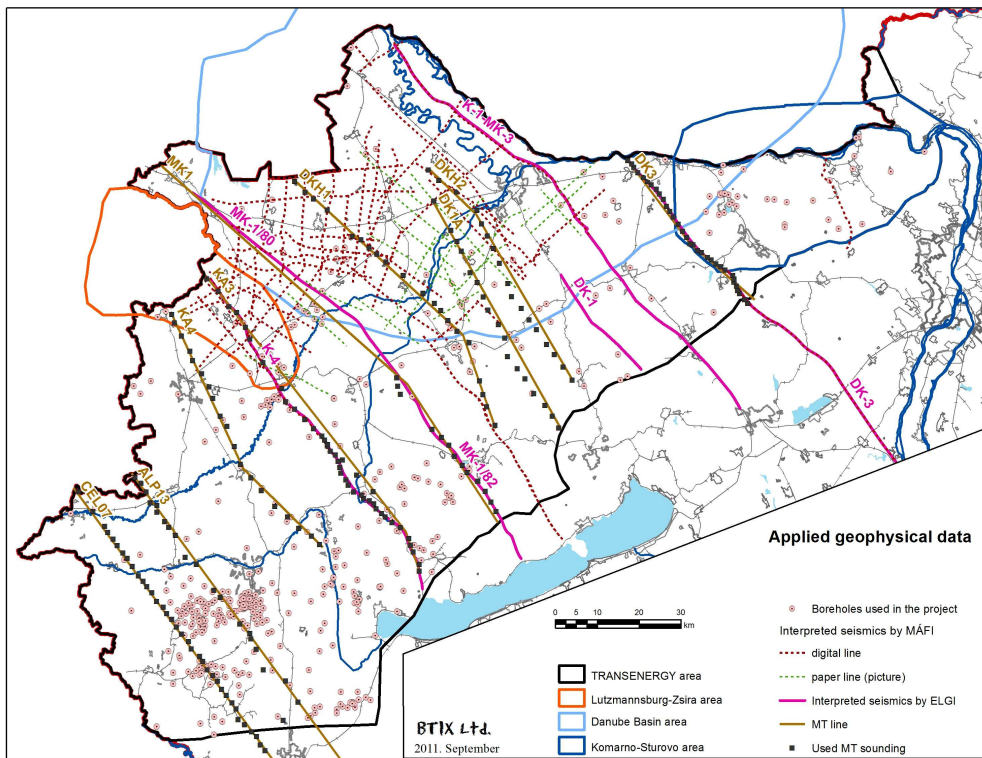 K-1-MK-3
MK1
DKH1
DKH2
DK3
MK-1/80
KA3
KA4
K-4
DK-1
DK-3
MK-1/82
ALP13
CEL07
Applied geophysical data
0 5 10 20 30
km
Boreholes used in the project
Interpreted seismics by MÁFI
digital line
paper line (picture)
Interpreted seismics by ELGI
MT line
Used MT sounding
TRANSENERGY area
Lutzmannsburg-Zsira area
Danube Basin area
Komarno-Sturovo area
BTIX Ltd.
2011. September